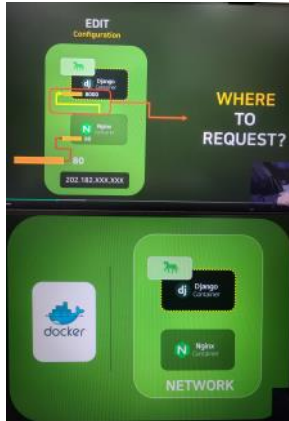 EDIT
Configuration
dj Django
Container
8000
N Nginx
Container
80
80
202.182.XXX.XXX
WHERE
TO
REQUEST?
docker
dj Django
Container
N Nginx
Container
NETWORK